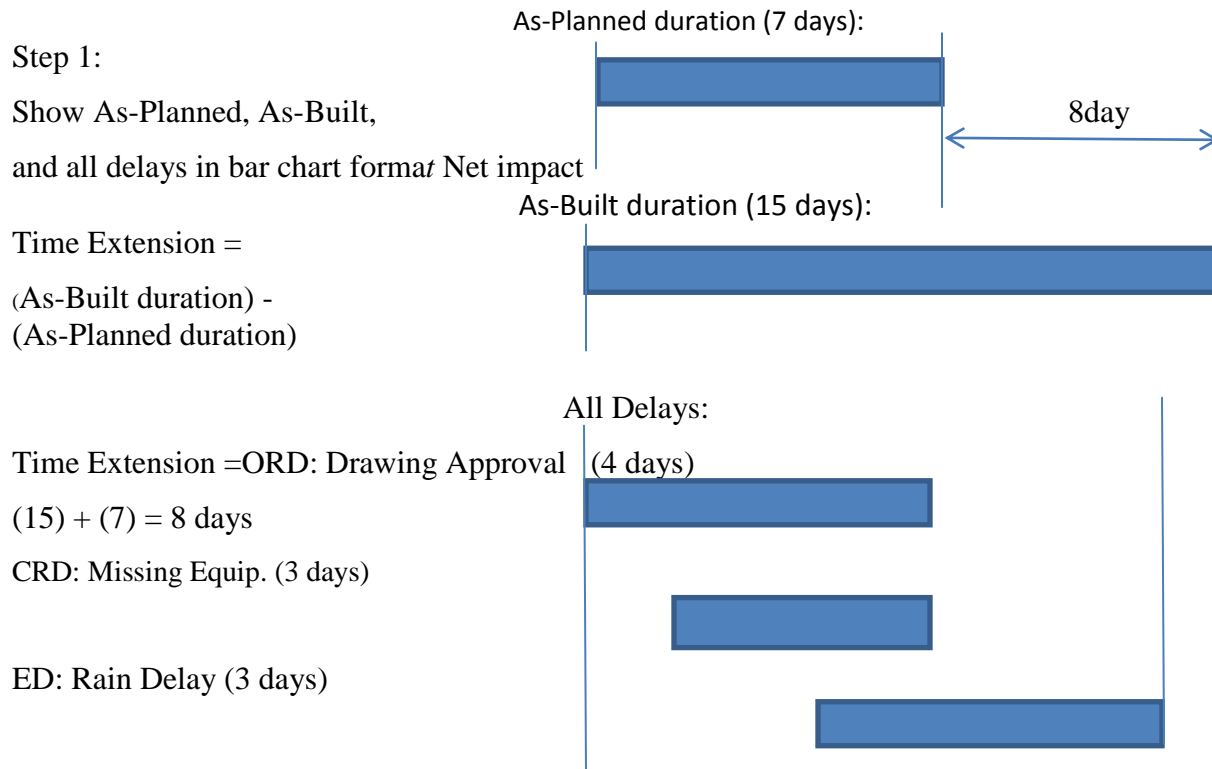 As-Planned duration (7 days):
Step 1:
Show As-Planned, As-Built,
8day
and all delays in bar chart format Net impact
As-Built duration (15 days):
Time Extension =
(As-Built duration) -
(As-Planned duration)
All Delays:
Time Extension =ORD: Drawing Approval (4 days)
(15) + (7) = 8 days
CRD: Missing Equip. (3 days)
ED: Rain Delay (3 days)